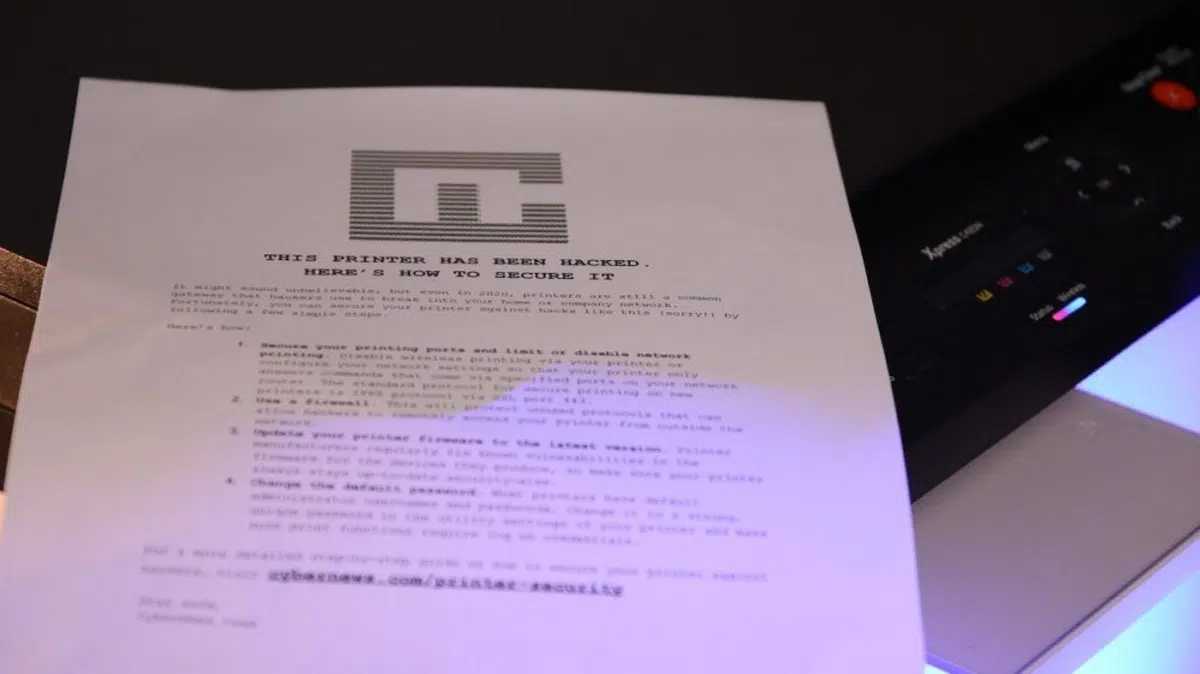 THIS PRINTER HAS BEEN HACKED.
HERE'S HOW TO SECURE IT
It might sound unbelievable, but even in 2020, printers are still a common
gateway that hackers use to break into your home or company network.
Fortunately, you can secure your printer against hacks like this (sorry!) by
following a few simple steps.
Here's how:
1. Secure your printing ports and limit or disable network
printing. Disable wireless printing via your printer or
configure your network settings so that your printer only
answers commands that come via specified ports on your network
router. The standard protocol for secure printing on new
printers is IPPS protocol via SSL port 443.
2. Use a firewall. This will protect unused protocols that can
allow hackers to remotely access your printer from outside the
network.
3. Update your printer firmware to the latest version. Printer
manufacturers regularly fix known vulnerabilities in the
firmware for the devices they produce, so make sure your printer
always stays up-to-date security-wise.
4. Change the default password. Most printers have default
administrator usernames and passwords. Change it to a strong,
unique password in the utility settings of your printer and make
sure print functions require log on credentials.
For a more detailed step-by-step guide on how to secure your printer against
hackers, visit cybernews.com/printer-security
Stay safe,
CyberNews team
Xpress
Menu
OK
Back
Status
Wireless